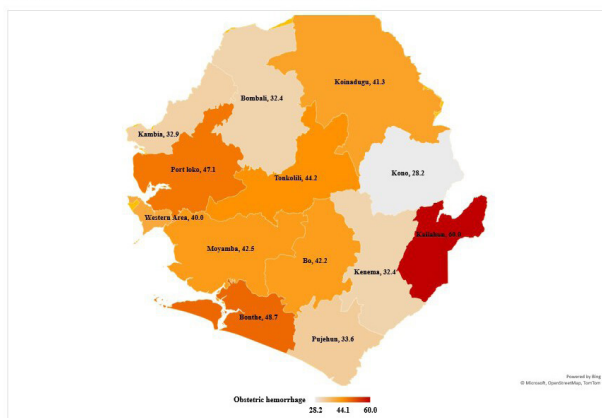 Koinadugu, 41.3
Bombali, 32.4
Kambia, 32.9
Port loko, 47.1
Tonkolili, 44.2
Kono, 28.2
Western Area, 40.0
Kailahun, 60.0
Moyamba, 42.5
Bo, 42.2
Kenema, 32.4
Bonthe, 48.7
Pujehun, 33.6
Powered by Bing
© Microsoft, OpenStreetMap, TomTom
Obstetric hemorrhage
28.2 44.1 60.0